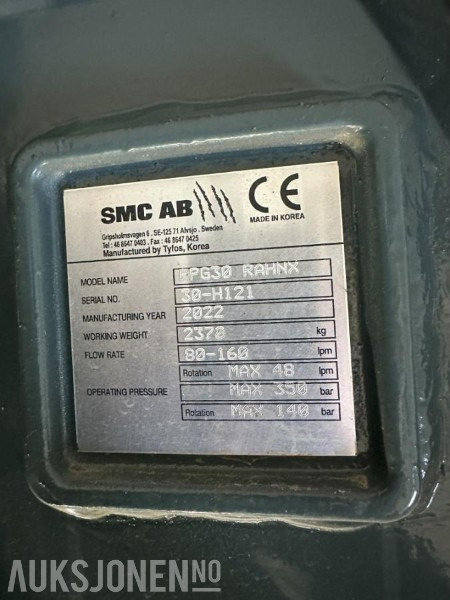 SMC AB CE
MADE IN KOREA
Gripsholmsvagen 6 , SE-125 71 Alvsjo . Sweden
Tel : 46 8647 0403 , Fax : 46 8647 0425
Manufactured by Tyfos, Korea
MODEL NAME RAHNX
SERIAL NO. 30-H121
MANUFACTURING YEAR 2022
WORKING WEIGHT 2370 kg
FLOW RATE 80-160 lpm
Rotation MAX 48 lpm
OPERATING PRESSURE MAX 350 bar
Rotation MAX 140 bar
AUKSJONEN.NO